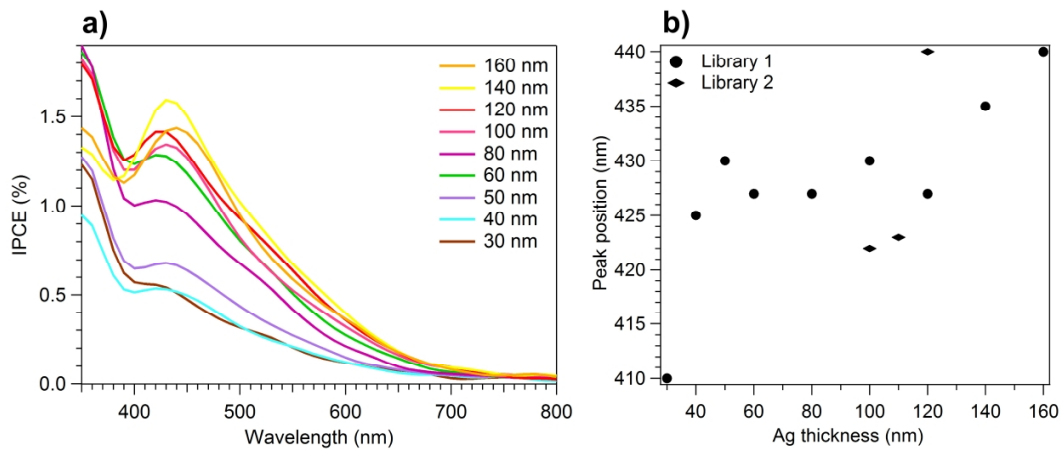 a)
IPCE (%)
1.5
1.0
0.5
0.0
400
500
600
700
800
Wavelength (nm)
160 nm
140 nm
120 nm
100 nm
80 nm
60 nm
50 nm
40 nm
30 nm
b)
Peak position (nm)
440
435
430
425
420
415
410
40
60
80
100
120
140
160
Ag thickness (nm)
Library 1
Library 2